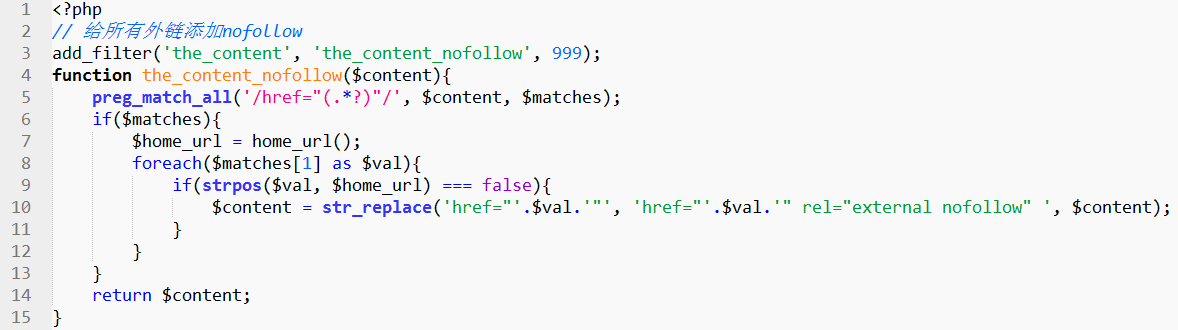 1 <?php
2 // 给所有外链添加nofollow
3 add_filter('the_content', 'the_content_nofollow', 999);
4 function the_content_nofollow($content){
5     preg_match_all('/href="(.*?)"/', $content, $matches);
6     if($matches){
7         $home_url = home_url();
8         foreach($matches[1] as $val){
9             if(strpos($val, $home_url) === false){
10                 $content = str_replace('href="'.$val.'"', 'href="'.$val.'" rel="external nofollow" ', $content);
11             }
12         }
13     }
14     return $content;
15 }